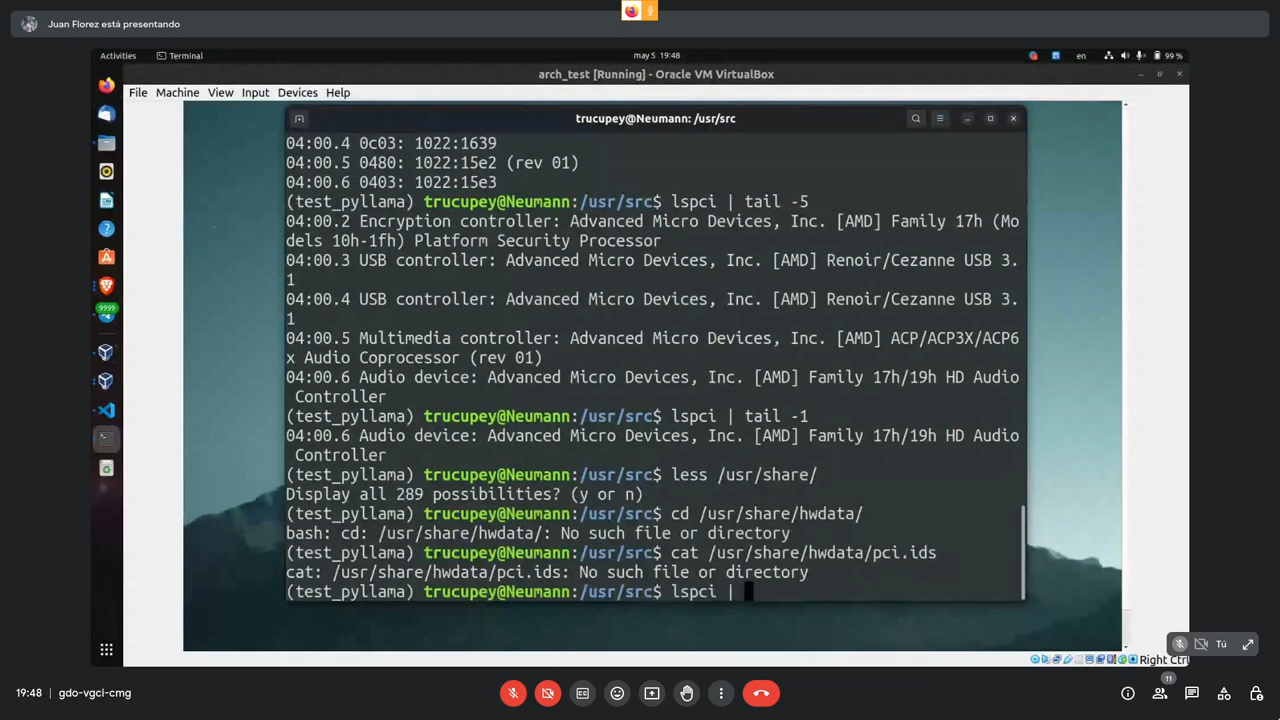 Juan Florez está presentando
Activities
Terminal
may 5 19:48
en
99 %
arch_test [Running] - Oracle VM VirtualBox
File Machine View Input Devices Help
trucupey@Neumann: /usr/src
04:00.4 0c03: 1022:1639
04:00.5 0480: 1022:15e2 (rev 01)
04:00.6 0403: 1022:15e3
(test_pyllama) trucupey@Neumann:/usr/src$ lspci | tail -5
04:00.2 Encryption controller: Advanced Micro Devices, Inc. [AMD] Family 17h (Mo
dels 10h-1fh) Platform Security Processor
04:00.3 USB controller: Advanced Micro Devices, Inc. [AMD] Renoir/Cezanne USB 3.
1
04:00.4 USB controller: Advanced Micro Devices, Inc. [AMD] Renoir/Cezanne USB 3.
1
04:00.5 Multimedia controller: Advanced Micro Devices, Inc. [AMD] ACP/ACP3X/ACP6
x Audio Coprocessor (rev 01)
04:00.6 Audio device: Advanced Micro Devices, Inc. [AMD] Family 17h/19h HD Audio
Controller
(test_pyllama) trucupey@Neumann:/usr/src$ lspci | tail -1
04:00.6 Audio device: Advanced Micro Devices, Inc. [AMD] Family 17h/19h HD Audio
Controller
(test_pyllama) trucupey@Neumann:/usr/src$ less /usr/share/
Display all 289 possibilities? (y or n)
(test_pyllama) trucupey@Neumann:/usr/src$ cd /usr/share/hwdata/
bash: cd: /usr/share/hwdata/: No such file or directory
(test_pyllama) trucupey@Neumann:/usr/src$ cat /usr/share/hwdata/pci.ids
cat: /usr/share/hwdata/pci.ids: No such file or directory
(test_pyllama) trucupey@Neumann:/usr/src$ lspci |
9999
Tú
Right Ctrl
19:48 | gdo-vgci-cmg
11